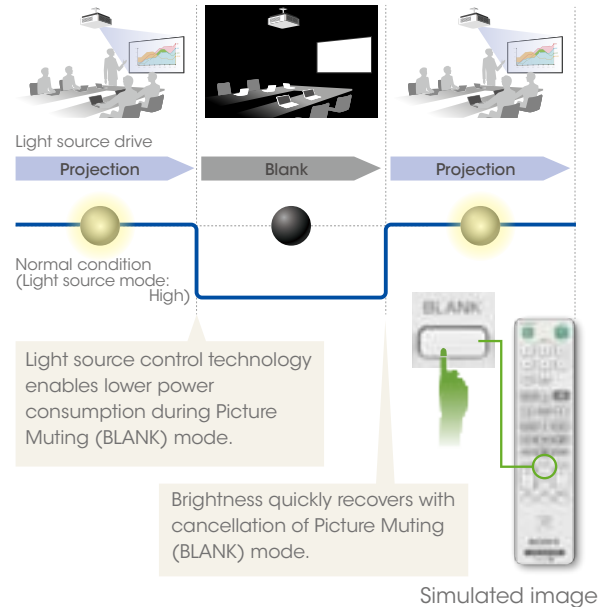 Light source drive
Projection
Blank
Projection
Normal condition
(Light source mode:
High)
BLANK
Light source control technology
enables lower power
consumption during Picture
Muting (BLANK) mode.
Brightness quickly recovers with
cancellation of Picture Muting
(BLANK) mode.
SONY
Simulated image